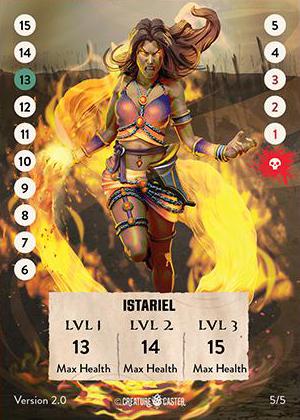 15 5
14 4
13 3
12 2
11 1
10
9
8
7
6
ISTARIEL
LVL 1 LVL 2 LVL 3
13 14 15
Max Health Max Health Max Health
Version 2.0 CREATURE CASTER 5/5